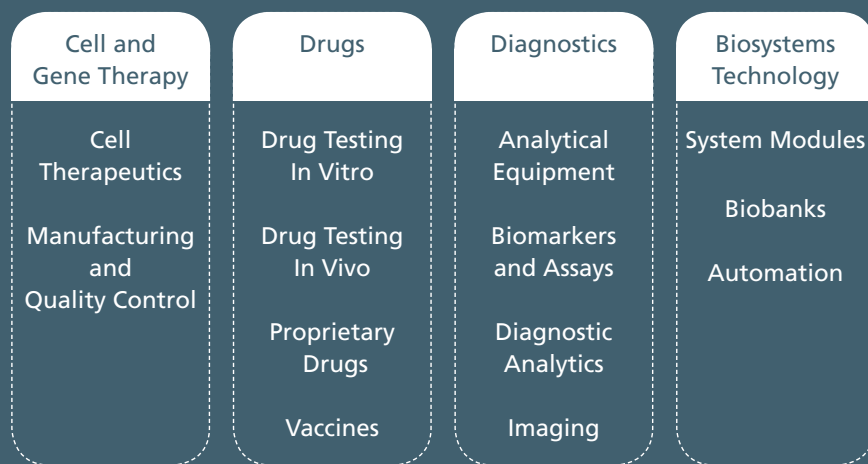 Cell and
Gene Therapy
Cell
Therapeutics
Manufacturing
and
Quality Control
Drugs
Drug Testing
In Vitro
Drug Testing
In Vivo
Proprietary
Drugs
Vaccines
Diagnostics
Analytical
Equipment
Biomarkers
and Assays
Diagnostic
Analytics
Imaging
Biosystems
Technology
System Modules
Biobanks
Automation